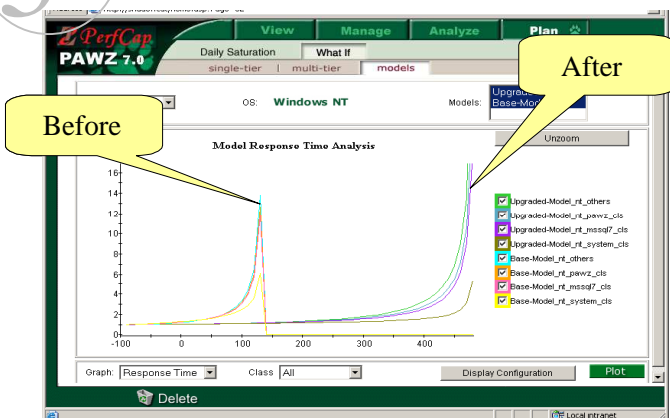 View Manage Analyze Plan
PerfCap
PAWZ 7.0
Daily Saturation What If
single-tier | multi-tier models
After
OS: Windows NT Models:
Base-Mod
Before
Unzoom
Model Response Time Analysis
16
14
12
10
8
6
4
2
0
-100 0 100 200 300 400
Upgraded-Model_nt_others
Upgraded-Model_nt_pawz_cls
Upgraded-Model_nt_mssql7_cls
Upgraded-Model_nt_system_cls
Base-Model_nt_others
Base-Model_nt_pawz_cls
Base-Model_nt_mssql7_cls
Base-Model_nt_system_cls
Graph: Response Time Class All Display Configuration Plot
Delete
Local intranet